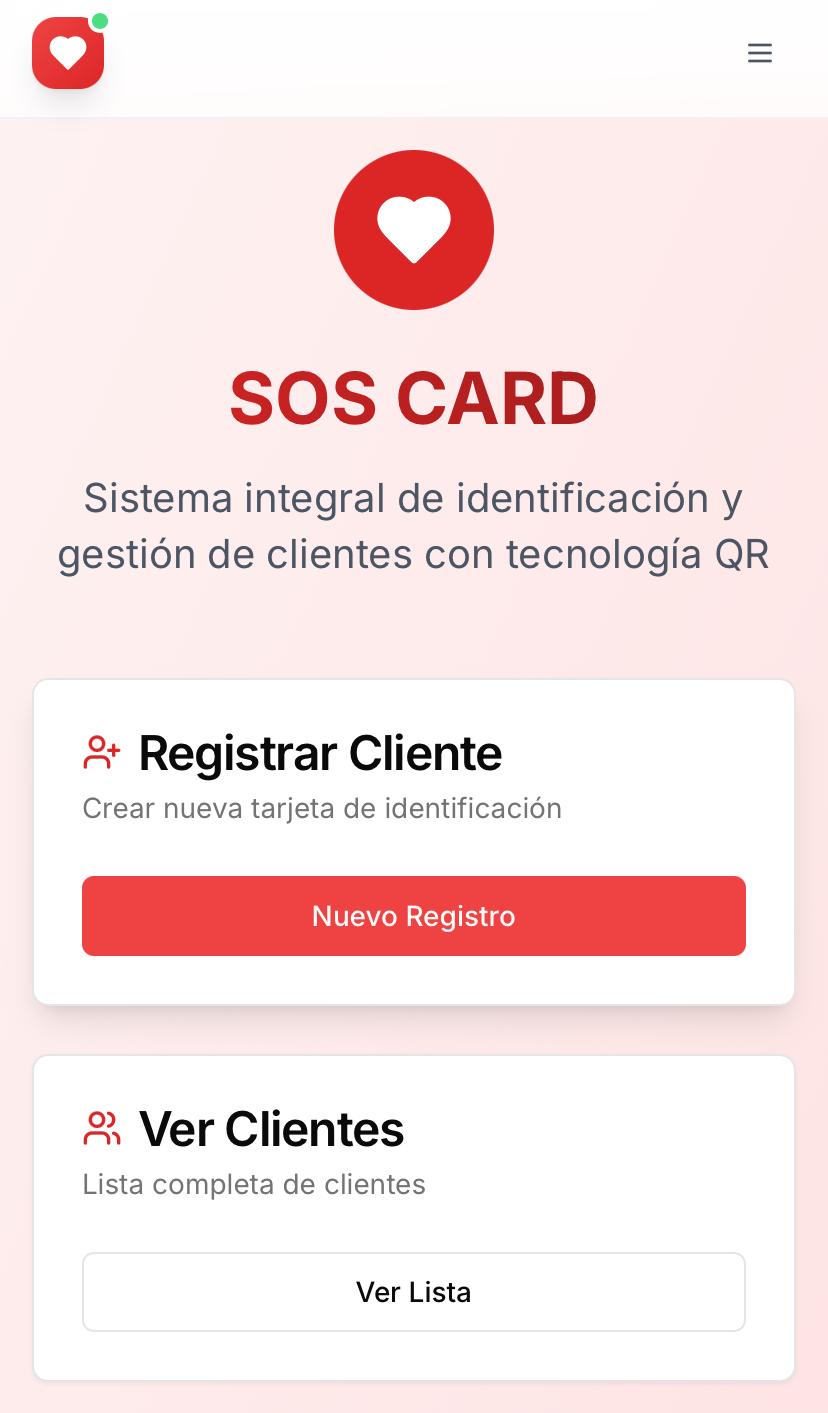 SOS CARD
Sistema integral de identificación y
gestión de clientes con tecnología QR
Registrar Cliente
Crear nueva tarjeta de identificación
Nuevo Registro
Ver Clientes
Lista completa de clientes
Ver Lista